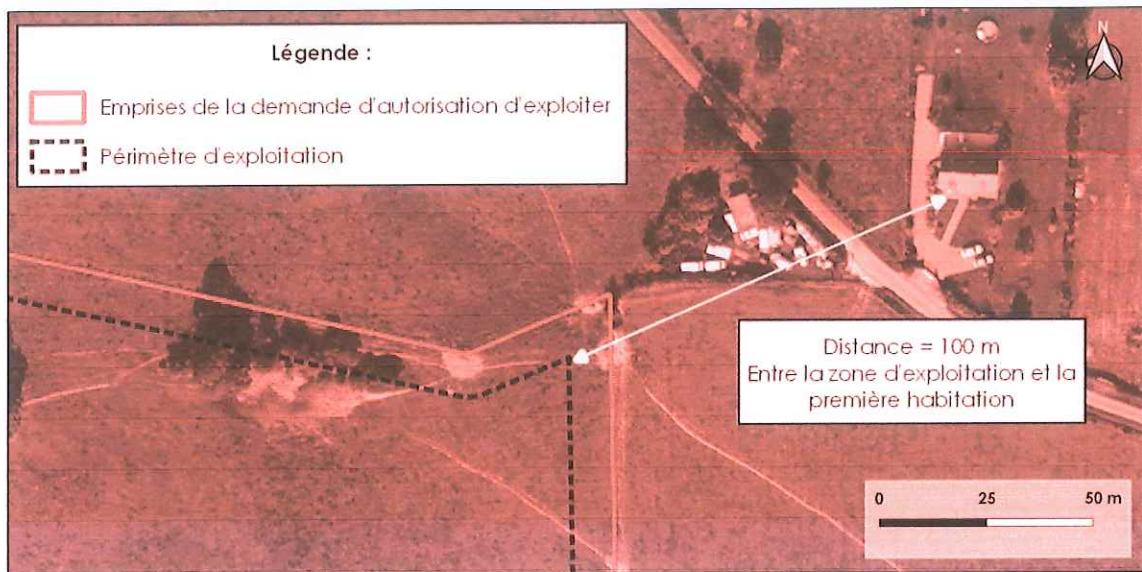 Légende :
Emprises de la demande d'autorisation d'exploiter
Périmètre d'exploitation
N
Distance = 100 m
Entre la zone d'exploitation et la
première habitation
0 25 50 m